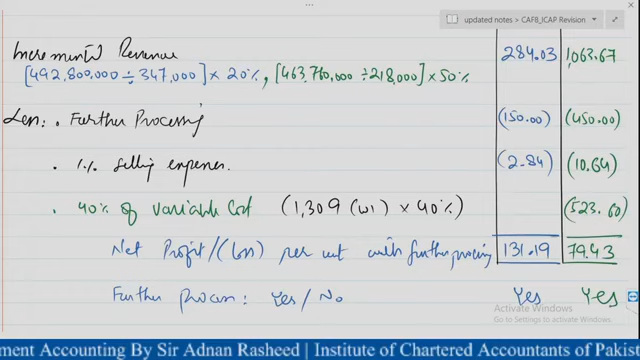 updated notes > CAF8_ICAP Revision
Incremental Revenue 284.03 1,063.67
[492,800,000 ÷ 347,000] × 20%, [463,760,000 ÷ 218,000] × 50%
Less: • Further Processing (150.00) (450.00)
• 1% selling expenses. (2.84) (10.64)
• 40% of variable Cost (1,309 (W1) × 40%) (523.60)
Net Profit/(Loss) per unit with further processing 131.19 79.43
Further process: Yes / No Yes Yes
Activate Windows
Go to Settings to activate Windows.
ment Accounting By Sir Adnan Rasheed | Institute of Chartered Accountants of Pakist